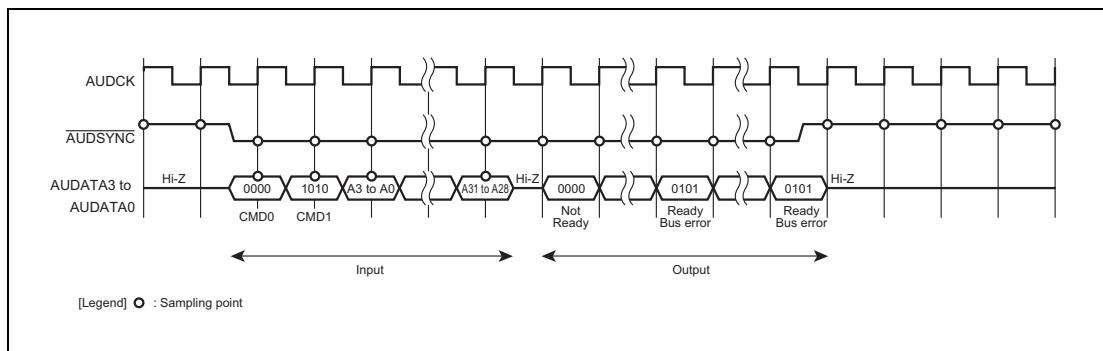 AUDCK
AUDSYNC
AUDATA3 to
AUDATA0
Hi-Z
0000
1010
A3 to A0
A31 to A28
Hi-Z
0000
0101
0101
Hi-Z
CMD0
CMD1
Not
Ready
Ready
Bus error
Ready
Bus error
Input
Output
[Legend] : Sampling point